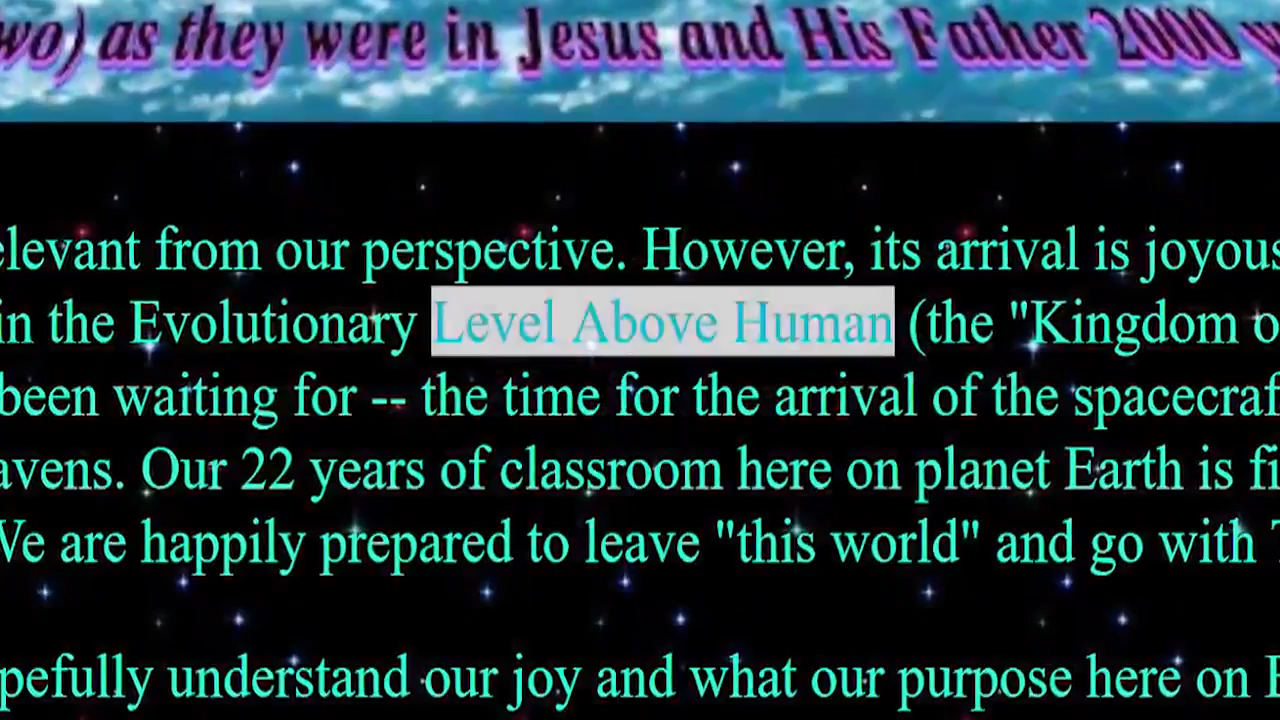 wo) as they were in Jesus and His Father 2000
elevant from our perspective. However, its arrival is joyous
in the Evolutionary Level Above Human (the "Kingdom o
been waiting for -- the time for the arrival of the spacecraf
avens. Our 22 years of classroom here on planet Earth is fi
We are happily prepared to leave "this world" and go with T
pefully understand our joy and what our purpose here on E